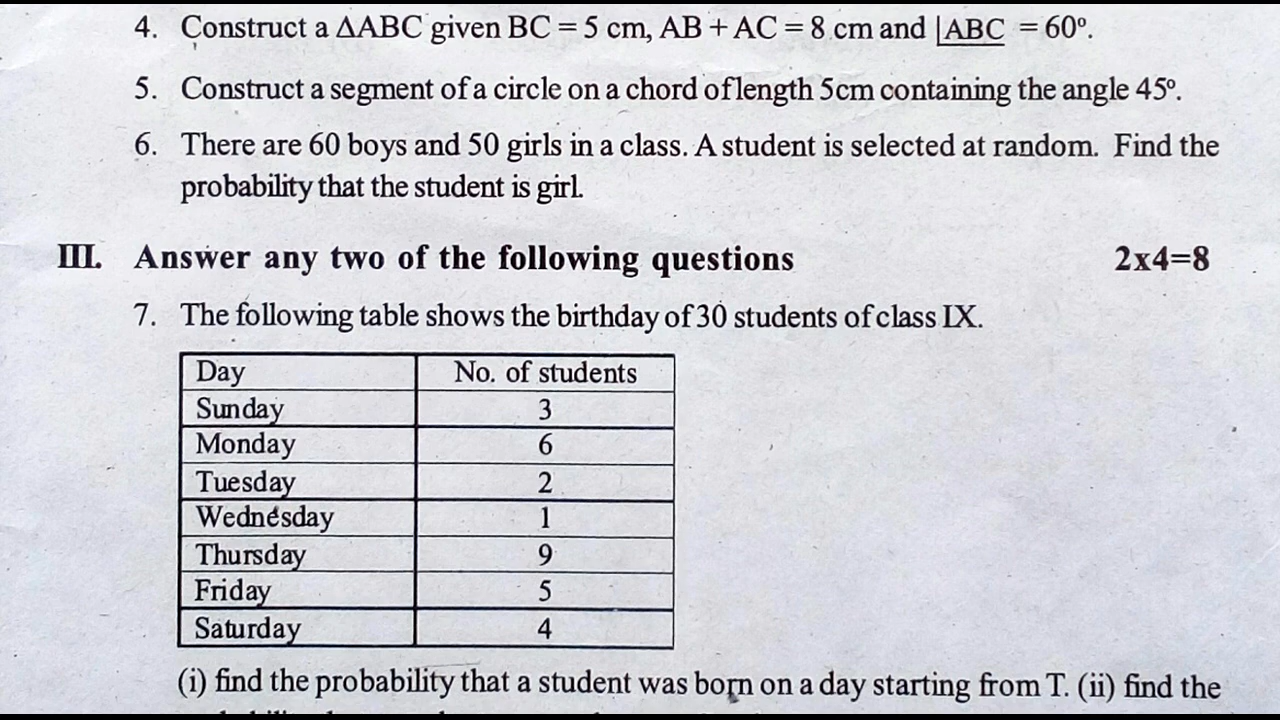 4. Construct a ΔABC given BC = 5 cm, AB + AC = 8 cm and ∠ABC = 60º.
5. Construct a segment of a circle on a chord of length 5cm containing the angle 45º.
6. There are 60 boys and 50 girls in a class. A student is selected at random. Find the
probability that the student is girl.
III. Answer any two of the following questions 2x4=8
7. The following table shows the birthday of 30 students of class IX.
Day No. of students
Sunday 3
Monday 6
Tuesday 2
Wednesday 1
Thursday 9
Friday 5
Saturday 4
(i) find the probability that a student was born on a day starting from T. (ii) find the